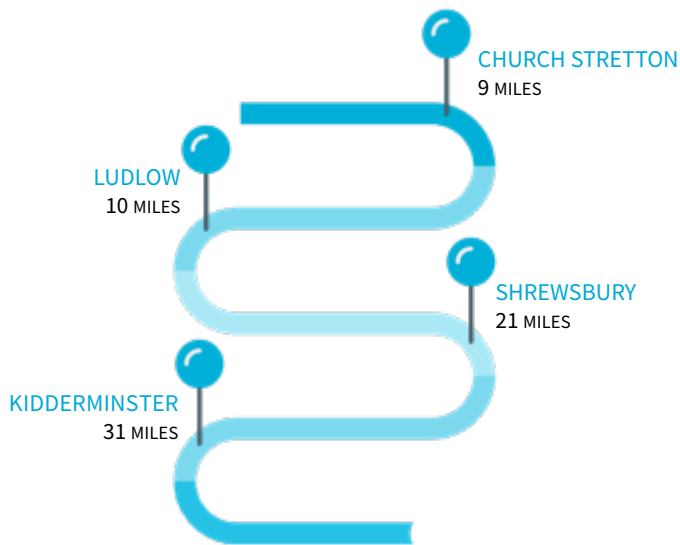 CHURCH STRETTON
9 MILES
LUDLOW
10 MILES
SHREWSBURY
21 MILES
KIDDERMINSTER
31 MILES